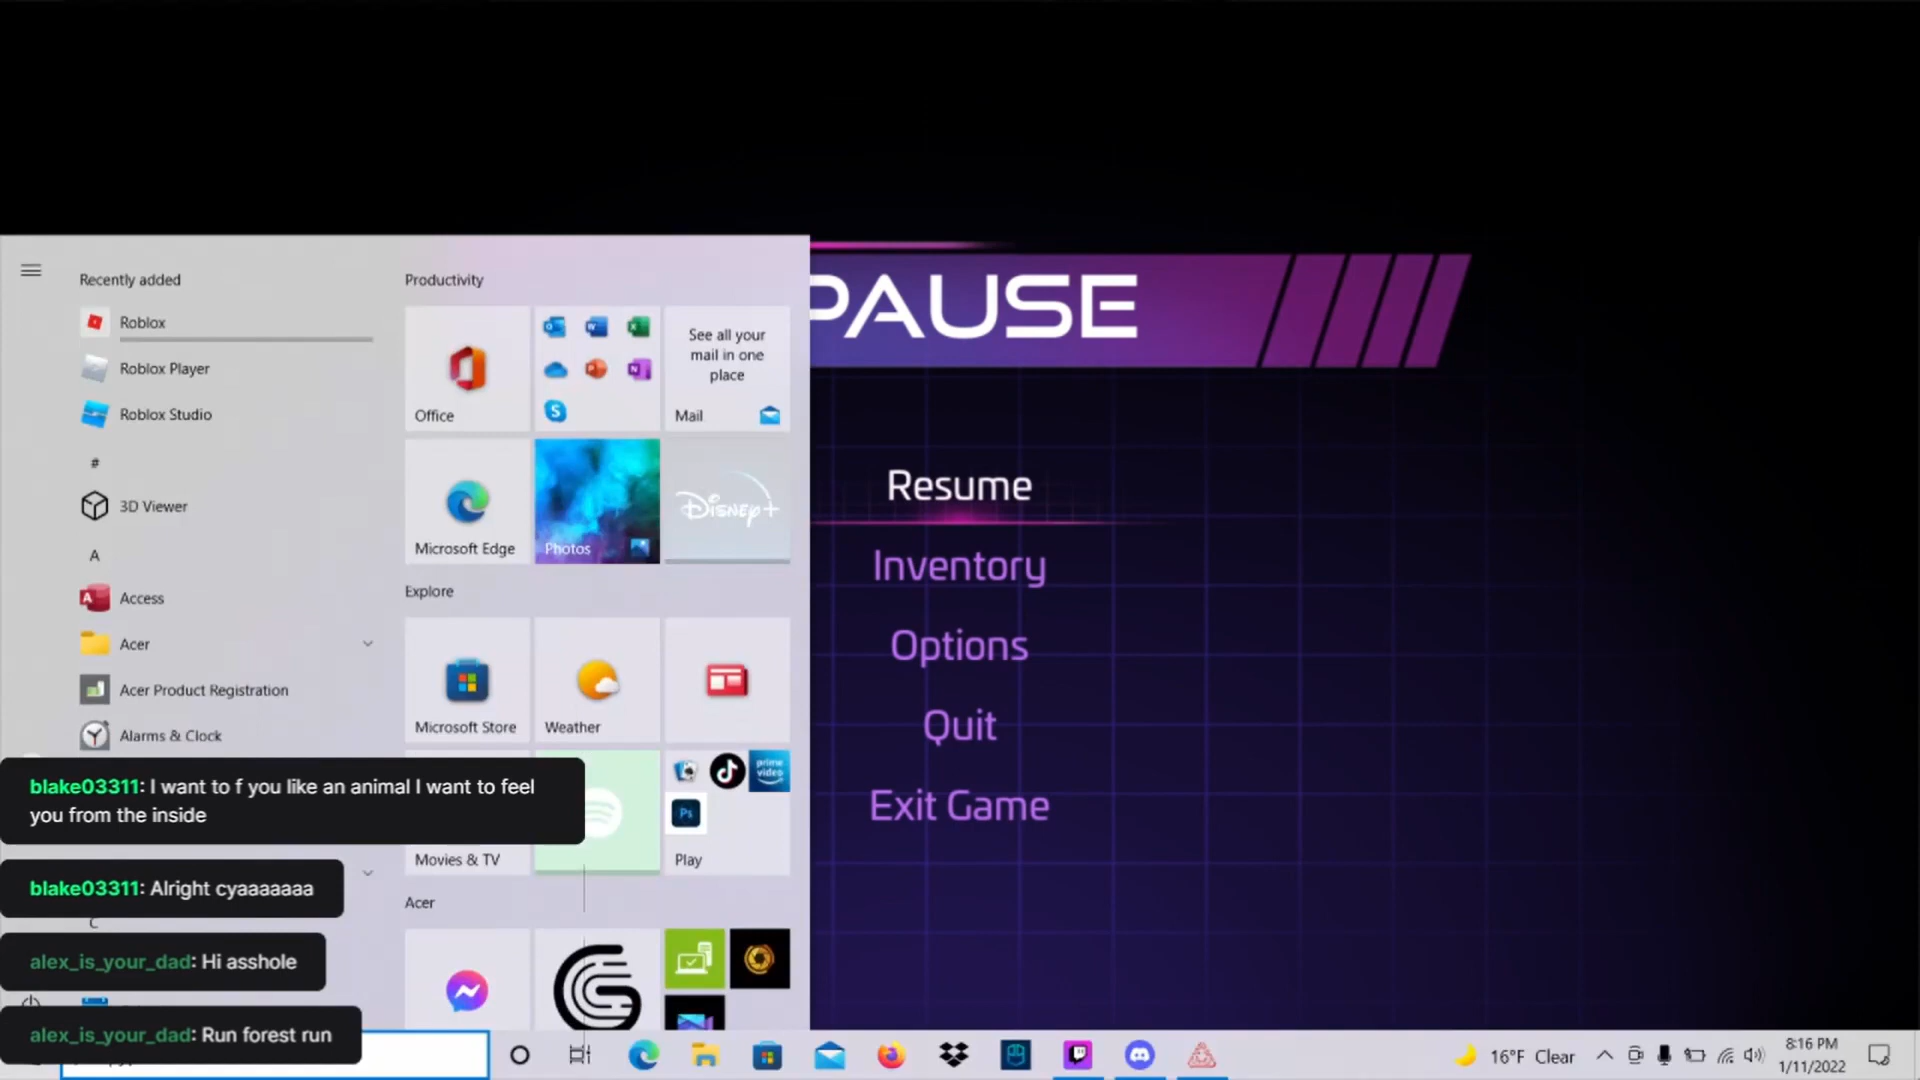 Recently added
Roblox
Roblox Player
Roblox Studio
#
3D Viewer
A
Access
Acer
Acer Product Registration
Alarms & Clock
Productivity
Office
See all your
mail in one
place
Mail
Microsoft Edge
Photos
Disney+
Explore
Microsoft Store
Weather
Movies & TV
prime
video
Ps
Play
Acer
PAUSE
Resume
Inventory
Options
Quit
Exit Game
blake03311: I want to f you like an animal I want to feel
you from the inside
blake03311: Alright cyaaaaaaa
alex_is_your_dad: Hi asshole
alex_is_your_dad: Run forest run
16°F Clear
8:16 PM
1/11/2022